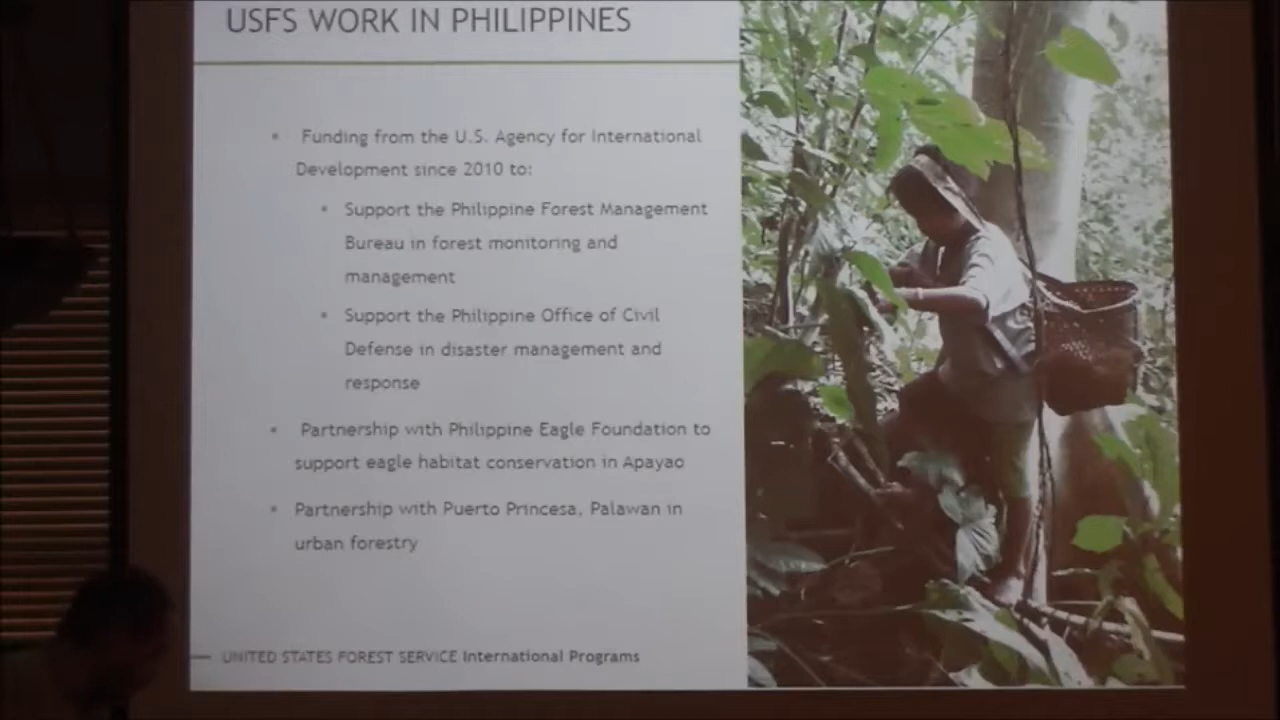 USFS WORK IN PHILIPPINES
Funding from the U.S. Agency for International
Development since 2010 to:
Support the Philippine Forest Management
Bureau in forest monitoring and
management
Support the Philippine Office of Civil
Defense in disaster management and
response
Partnership with Philippine Eagle Foundation to
support eagle habitat conservation in Apayao
Partnership with Puerto Princesa, Palawan in
urban forestry
UNITED STATES FOREST SERVICE International Programs